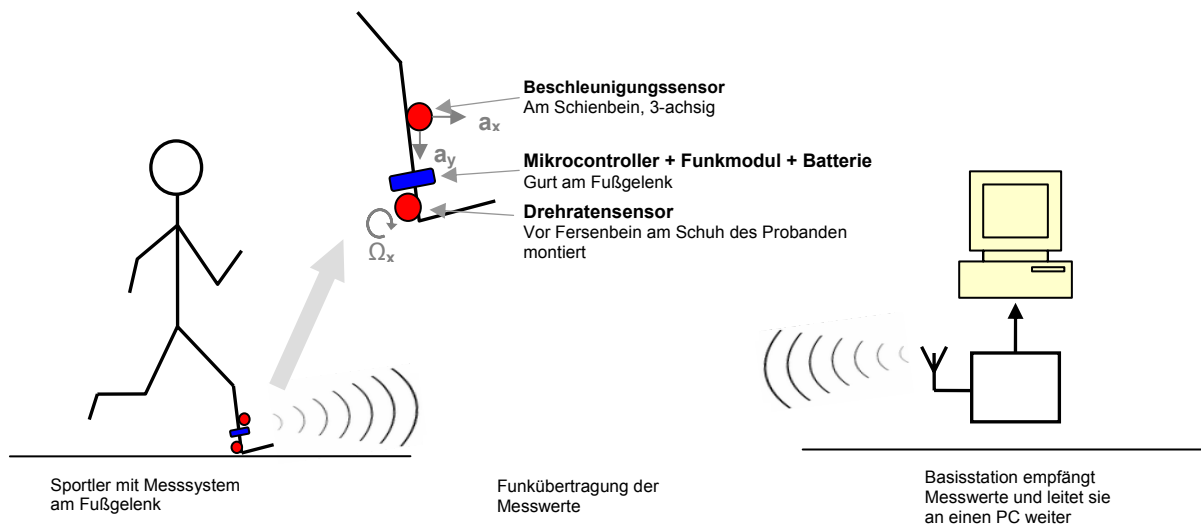 Beschleunigungssensor
Am Schienbein, 3-achsig
aₓ
a_y
Mikrocontroller + Funkmodul + Batterie
Gurt am Fußgelenk
Drehratensensor
Vor Fersenbein am Schuh des Probanden
montiert
Ωₓ
Sportler mit Messsystem
am Fußgelenk
Funkübertragung der
Messwerte
Basisstation empfängt
Messwerte und leitet sie
an einen PC weiter